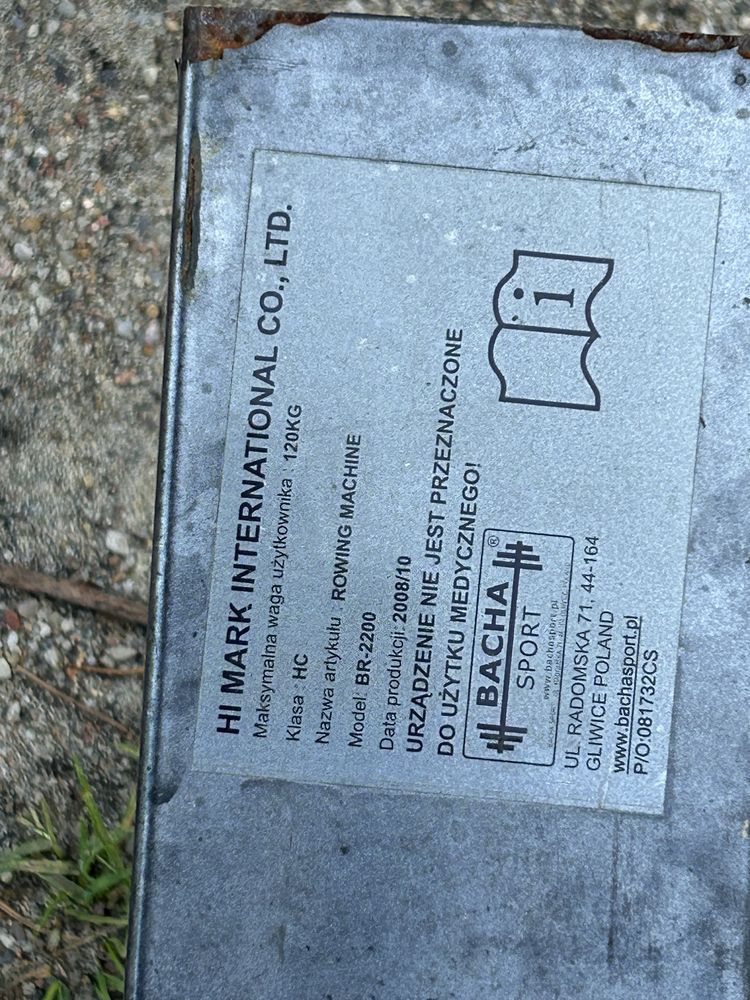 HI MARK INTERNATIONAL CO., LTD.
Maksymalna waga użytkownika : 120KG
Klasa : HC
Nazwa artykułu : ROWING MACHINE
Model: BR-2200
Data produkcji: 2008/10
URZĄDZENIE NIE JEST PRZEZNACZONE
DO UŻYTKU MEDYCZNEGO!
BACHA®
SPORT
www.bachasport.pl
UL. RADOMSKA 71, 44-164
GLIWICE POLAND
www.bachasport.pl
P/O:081732CS
i